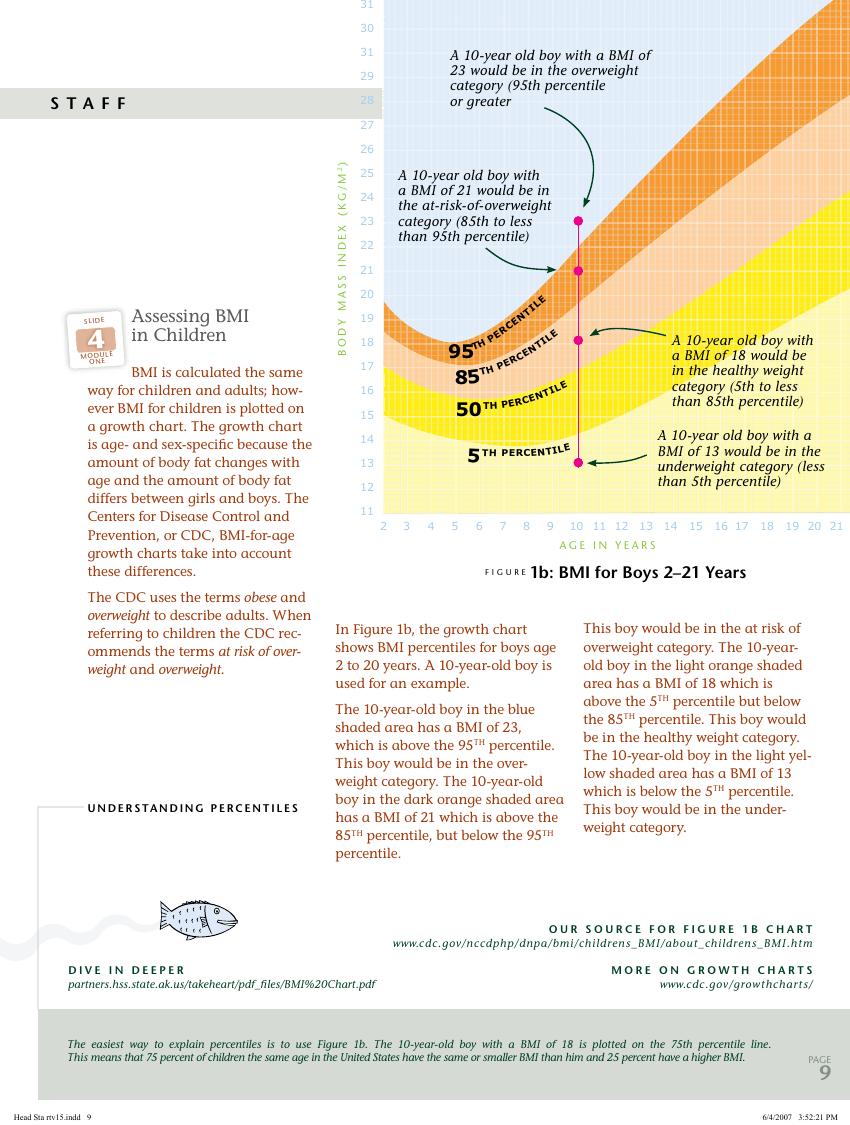 STAFF
31
30
31
29
28
27
26
25
24
23
22
21
20
19
18
17
16
15
14
13
12
11
BODY MASS INDEX (KG/M²)
A 10-year old boy with a BMI of
23 would be in the overweight
category (95th percentile
or greater
A 10-year old boy with
a BMI of 21 would be in
the at-risk-of-overweight
category (85th to less
than 95th percentile)
95TH PERCENTILE
85TH PERCENTILE
50TH PERCENTILE
5TH PERCENTILE
A 10-year old boy with
a BMI of 18 would be
in the healthy weight
category (5th to less
than 85th percentile)
A 10-year old boy with a
BMI of 13 would be in the
underweight category (less
than 5th percentile)
2 3 4 5 6 7 8 9 10 11 12 13 14 15 16 17 18 19 20 21
AGE IN YEARS
FIGURE 1b: BMI for Boys 2–21 Years
SLIDE
4
MODULE
ONE
Assessing BMI
in Children
BMI is calculated the same
way for children and adults; how-
ever BMI for children is plotted on
a growth chart. The growth chart
is age- and sex-specific because the
amount of body fat changes with
age and the amount of body fat
differs between girls and boys. The
Centers for Disease Control and
Prevention, or CDC, BMI-for-age
growth charts take into account
these differences.
The CDC uses the terms obese and
overweight to describe adults. When
referring to children the CDC rec-
ommends the terms at risk of over-
weight and overweight.
In Figure 1b, the growth chart
shows BMI percentiles for boys age
2 to 20 years. A 10-year-old boy is
used for an example.
The 10-year-old boy in the blue
shaded area has a BMI of 23,
which is above the 95TH percentile.
This boy would be in the over-
weight category. The 10-year-old
boy in the dark orange shaded area
has a BMI of 21 which is above the
85TH percentile, but below the 95TH
percentile.
This boy would be in the at risk of
overweight category. The 10-year-
old boy in the light orange shaded
area has a BMI of 18 which is
above the 5TH percentile but below
the 85TH percentile. This boy would
be in the healthy weight category.
The 10-year-old boy in the light yel-
low shaded area has a BMI of 13
which is below the 5TH percentile.
This boy would be in the under-
weight category.
UNDERSTANDING PERCENTILES
OUR SOURCE FOR FIGURE 1B CHART
www.cdc.gov/nccdphp/dnpa/bmi/childrens_BMI/about_childrens_BMI.htm
DIVE IN DEEPER
partners.hss.state.ak.us/takeheart/pdf_files/BMI%20Chart.pdf
MORE ON GROWTH CHARTS
www.cdc.gov/growthcharts/
The easiest way to explain percentiles is to use Figure 1b. The 10-year-old boy with a BMI of 18 is plotted on the 75th percentile line.
This means that 75 percent of children the same age in the United States have the same or smaller BMI than him and 25 percent have a higher BMI.
PAGE
9
Head Sta rtv15.indd 9
6/4/2007 3:52:21 PM